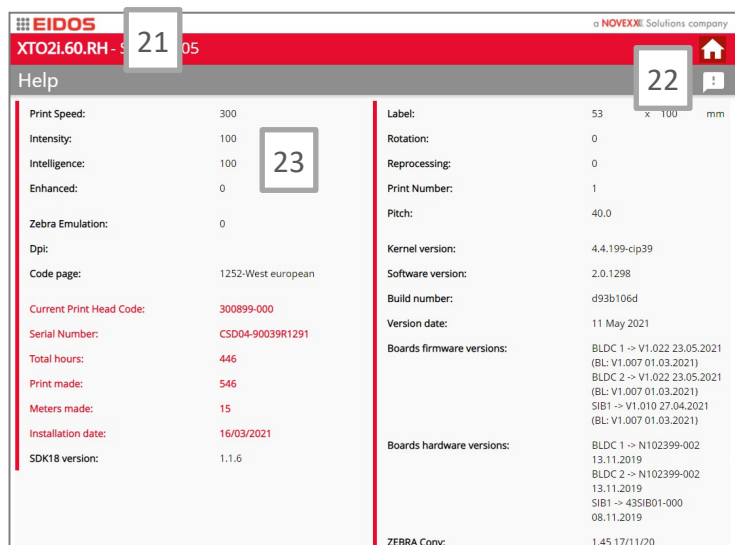 EIDOS
a NOVEXX Solutions company
XTO2i.60.RH - S 05
21
Help
22
Print Speed: 300
Intensity: 100
Intelligence: 100
23
Enhanced: 0
Zebra Emulation: 0
Dpi:
Code page: 1252-West european
Current Print Head Code: 300899-000
Serial Number: CSD04-90039R1291
Total hours: 446
Print made: 546
Meters made: 15
Installation date: 16/03/2021
SDK18 version: 1.1.6
Label: 53 x 100 mm
Rotation: 0
Reprocessing: 0
Print Number: 1
Pitch: 40.0
Kernel version: 4.4.199-cip39
Software version: 2.0.1298
Build number: d93b106d
Version date: 11 May 2021
Boards firmware versions: BLDC 1 -> V1.022 23.05.2021
(BL: V1.007 01.03.2021)
BLDC 2 -> V1.022 23.05.2021
(BL: V1.007 01.03.2021)
SIB1 -> V1.010 27.04.2021
(BL: V1.007 01.03.2021)
Boards hardware versions: BLDC 1 -> N102399-002
13.11.2019
BLDC 2 -> N102399-002
13.11.2019
SIB1 -> 43SIB01-000
08.11.2019
ZEBRA Conv: 1.45 17/11/20